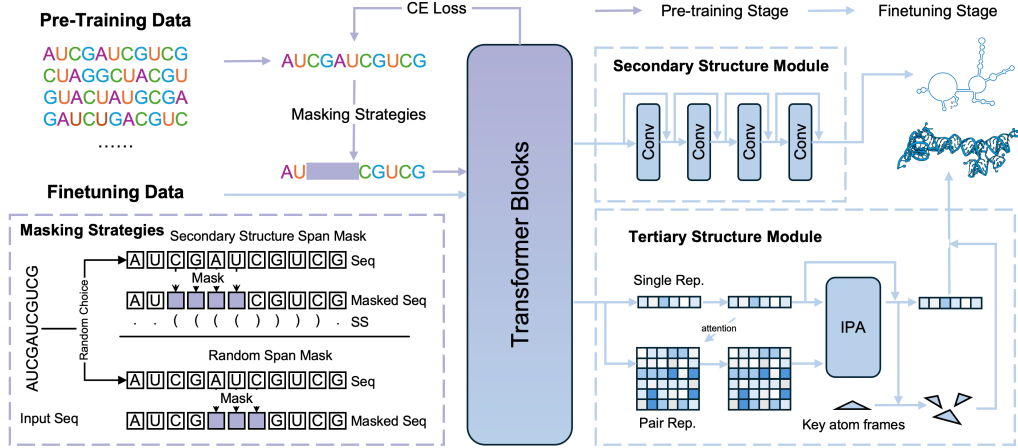 Pre-Training Data
AUCGAUCGUCG
CUAGGCUACGU
GUACUAUGCGA
GAUCUGACGUC
......
CE Loss
AUCGAUCGUCG
Masking Strategies
AU CGUCG
Finetuning Data
Pre-training Stage
Finetuning Stage
Masking Strategies
Secondary Structure Span Mask
AUCGAUCGUCG
Random Choice
A U C G A U C G U C G Seq
Mask
A U C G U C G Masked Seq
. . ( ( ( ( ) ) ) ) . SS
Random Span Mask
A U C G A U C G U C G Seq
Mask
Input Seq
A U C G C G U C G Masked Seq
Transformer Blocks
Secondary Structure Module
Conv
Conv
Conv
Conv
Tertiary Structure Module
Single Rep.
attention
IPA
Pair Rep.
Key atom frames